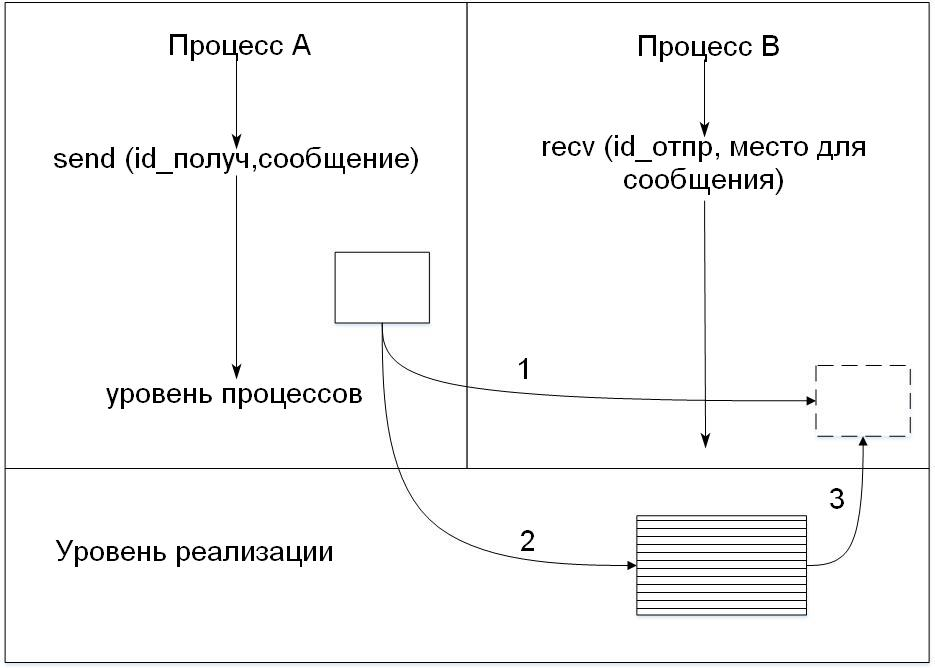 Процесс А
send (id_получ,сообщение)
уровень процессов
Процесс В
recv (id_отпр, место для
сообщения)
1
Уровень реализации
2
3